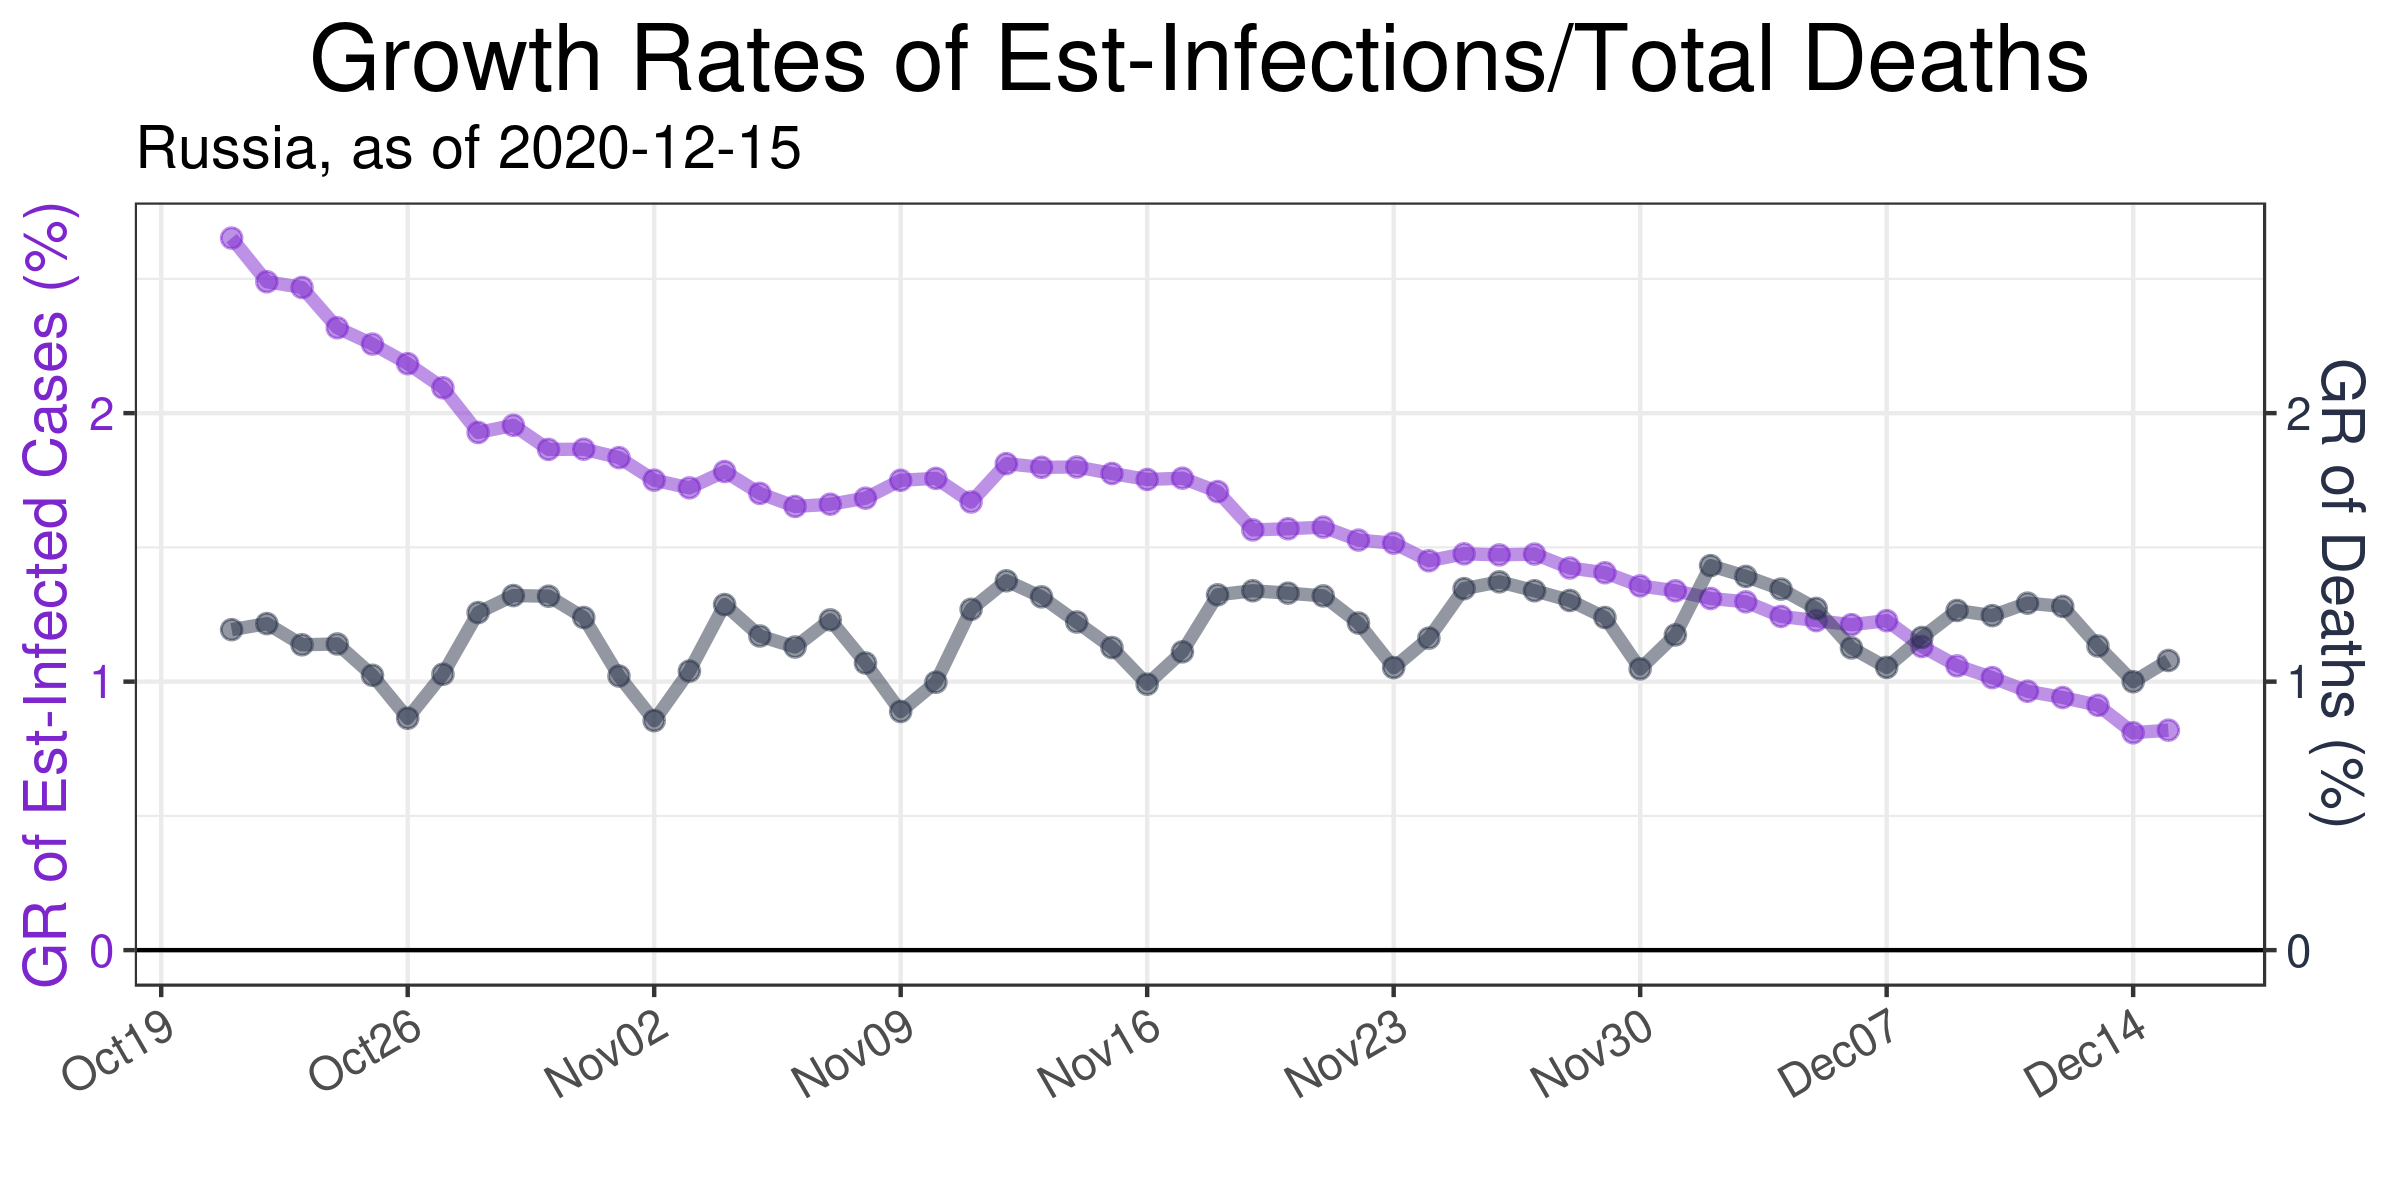 Growth Rates of Est-Infections/Total Deaths
Russia, as of 2020-12-15
GR of Est-Infected Cases (%)
2
1
0
2
1
0
GR of Deaths (%)
Oct19
Oct26
Nov02
Nov09
Nov16
Nov23
Nov30
Dec07
Dec14